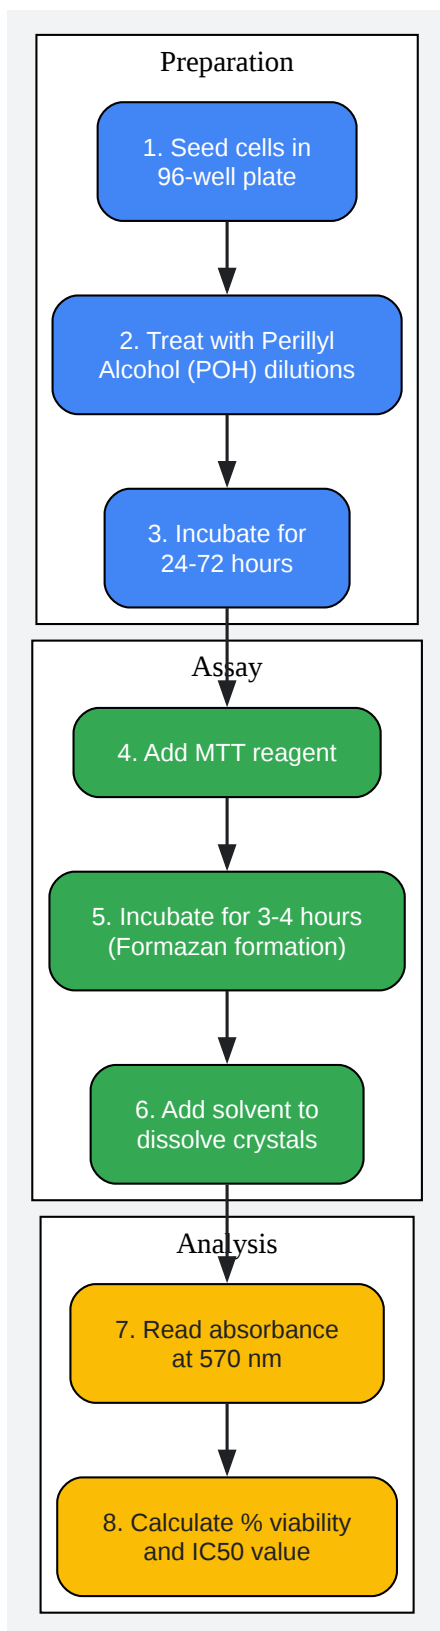 Preparation
1. Seed cells in
96-well plate
2. Treat with Perillyl
Alcohol (POH) dilutions
3. Incubate for
24-72 hours
Assay
4. Add MTT reagent
5. Incubate for 3-4 hours
(Formazan formation)
6. Add solvent to
dissolve crystals
Analysis
7. Read absorbance
at 570 nm
8. Calculate % viability
and IC50 value